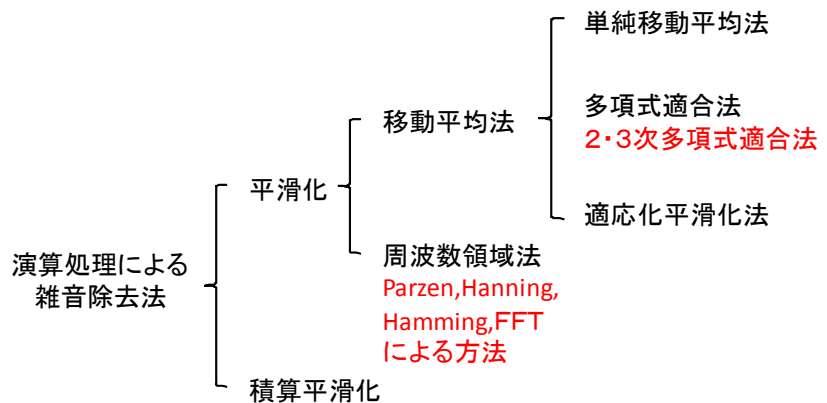 単純移動平均法
多項式適合法
2・3次多項式適合法
移動平均法
平滑化
適応化平滑化法
演算処理による
雑音除去法
周波数領域法
Parzen,Hanning,
Hamming,FFT
による方法
積算平滑化